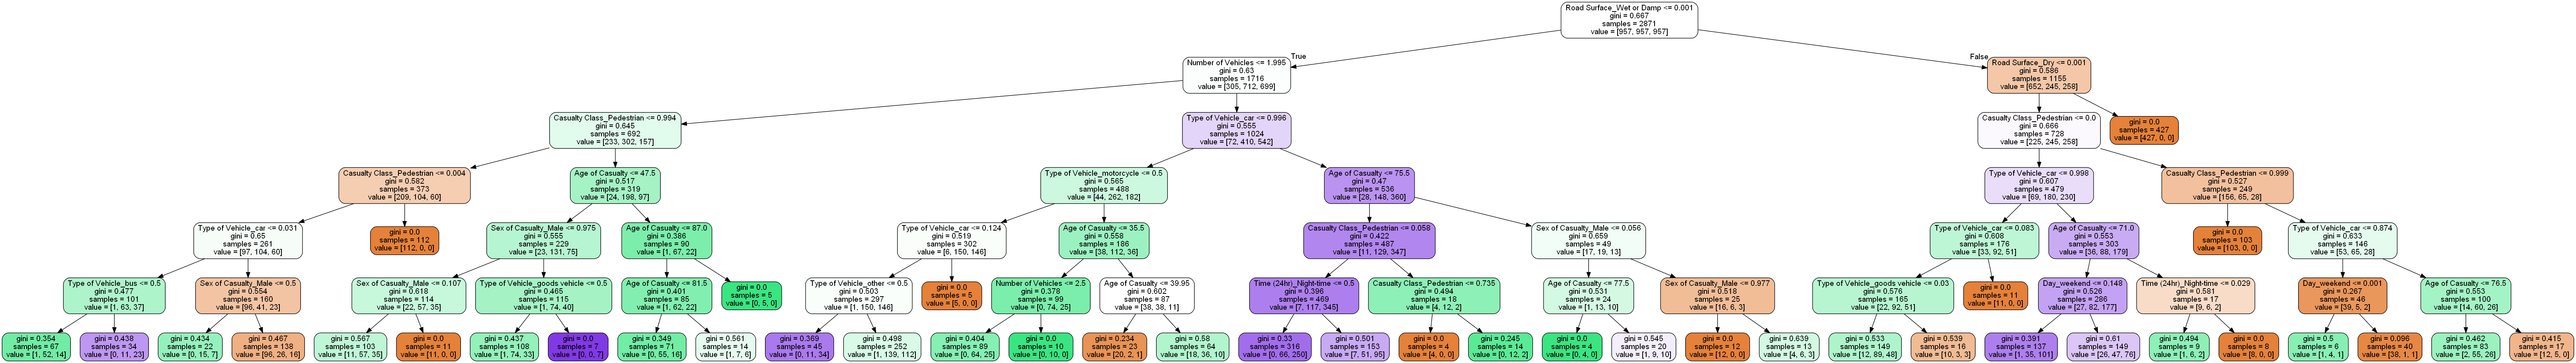 Road Surface_Wet or Damp <= 0.001
gini = 0.667
samples = 2871
value = [957, 957, 957]
True
False
Number of Vehicles <= 1.995
gini = 0.63
samples = 1716
value = [305, 712, 699]
Road Surface_Dry <= 0.001
gini = 0.586
samples = 1155
value = [652, 245, 258]
Casualty Class_Pedestrian <= 0.994
gini = 0.645
samples = 692
value = [233, 302, 157]
Type of Vehicle_car <= 0.996
gini = 0.555
samples = 1024
value = [72, 410, 542]
Casualty Class_Pedestrian <= 0.0
gini = 0.666
samples = 728
value = [225, 245, 258]
gini = 0.0
samples = 427
value = [427, 0, 0]
Casualty Class_Pedestrian <= 0.004
gini = 0.582
samples = 373
value = [209, 104, 60]
Age of Casualty <= 47.5
gini = 0.517
samples = 319
value = [24, 198, 97]
Type of Vehicle_motorcycle <= 0.5
gini = 0.565
samples = 488
value = [44, 262, 182]
Age of Casualty <= 75.5
gini = 0.47
samples = 536
value = [28, 148, 360]
Type of Vehicle_car <= 0.998
gini = 0.607
samples = 479
value = [69, 180, 230]
Casualty Class_Pedestrian <= 0.999
gini = 0.527
samples = 249
value = [156, 65, 28]
Type of Vehicle_car <= 0.031
gini = 0.65
samples = 261
value = [97, 104, 60]
gini = 0.0
samples = 112
value = [112, 0, 0]
Sex of Casualty_Male <= 0.975
gini = 0.555
samples = 229
value = [23, 131, 75]
Age of Casualty <= 87.0
gini = 0.386
samples = 90
value = [1, 67, 22]
Type of Vehicle_car <= 0.124
gini = 0.519
samples = 302
value = [6, 150, 146]
Age of Casualty <= 35.5
gini = 0.558
samples = 186
value = [38, 112, 36]
Casualty Class_Pedestrian <= 0.058
gini = 0.422
samples = 487
value = [11, 129, 347]
Sex of Casualty_Male <= 0.056
gini = 0.659
samples = 49
value = [17, 19, 13]
Type of Vehicle_car <= 0.083
gini = 0.608
samples = 176
value = [33, 92, 51]
Age of Casualty <= 71.0
gini = 0.553
samples = 303
value = [36, 88, 179]
gini = 0.0
samples = 103
value = [103, 0, 0]
Type of Vehicle_car <= 0.874
gini = 0.633
samples = 146
value = [53, 65, 28]
Type of Vehicle_bus <= 0.5
gini = 0.477
samples = 101
value = [1, 63, 37]
Sex of Casualty_Male <= 0.5
gini = 0.554
samples = 160
value = [96, 41, 23]
Sex of Casualty_Male <= 0.107
gini = 0.618
samples = 114
value = [22, 57, 35]
Type of Vehicle_goods vehicle <= 0.5
gini = 0.465
samples = 115
value = [1, 74, 40]
Age of Casualty <= 81.5
gini = 0.401
samples = 85
value = [1, 62, 22]
gini = 0.0
samples = 5
value = [0, 5, 0]
Type of Vehicle_other <= 0.5
gini = 0.503
samples = 297
value = [1, 150, 146]
gini = 0.0
samples = 5
value = [5, 0, 0]
Number of Vehicles <= 2.5
gini = 0.378
samples = 99
value = [0, 74, 25]
Age of Casualty <= 39.95
gini = 0.602
samples = 87
value = [38, 38, 11]
Time (24hr)_Night-time <= 0.5
gini = 0.396
samples = 469
value = [7, 117, 345]
Casualty Class_Pedestrian <= 0.735
gini = 0.494
samples = 18
value = [4, 12, 2]
Age of Casualty <= 77.5
gini = 0.531
samples = 24
value = [1, 13, 10]
Sex of Casualty_Male <= 0.977
gini = 0.518
samples = 25
value = [16, 6, 3]
Type of Vehicle_goods vehicle <= 0.03
gini = 0.576
samples = 165
value = [22, 92, 51]
gini = 0.0
samples = 11
value = [11, 0, 0]
Day_weekend <= 0.148
gini = 0.526
samples = 286
value = [27, 82, 177]
Time (24hr)_Night-time <= 0.029
gini = 0.581
samples = 17
value = [9, 6, 2]
Day_weekend <= 0.001
gini = 0.267
samples = 46
value = [39, 5, 2]
Age of Casualty <= 76.5
gini = 0.553
samples = 100
value = [14, 60, 26]
gini = 0.354
samples = 67
value = [1, 52, 14]
gini = 0.438
samples = 34
value = [0, 11, 23]
gini = 0.434
samples = 22
value = [0, 15, 7]
gini = 0.467
samples = 138
value = [96, 26, 16]
gini = 0.567
samples = 103
value = [11, 57, 35]
gini = 0.0
samples = 11
value = [11, 0, 0]
gini = 0.437
samples = 108
value = [1, 74, 33]
gini = 0.0
samples = 7
value = [0, 0, 7]
gini = 0.349
samples = 71
value = [0, 55, 16]
gini = 0.561
samples = 14
value = [1, 7, 6]
gini = 0.369
samples = 45
value = [0, 11, 34]
gini = 0.498
samples = 252
value = [1, 139, 112]
gini = 0.404
samples = 89
value = [0, 64, 25]
gini = 0.0
samples = 10
value = [0, 10, 0]
gini = 0.234
samples = 23
value = [20, 2, 1]
gini = 0.58
samples = 64
value = [18, 36, 10]
gini = 0.33
samples = 316
value = [0, 66, 250]
gini = 0.501
samples = 153
value = [7, 51, 95]
gini = 0.0
samples = 4
value = [4, 0, 0]
gini = 0.245
samples = 14
value = [0, 12, 2]
gini = 0.0
samples = 4
value = [0, 4, 0]
gini = 0.545
samples = 20
value = [1, 9, 10]
gini = 0.0
samples = 12
value = [12, 0, 0]
gini = 0.639
samples = 13
value = [4, 6, 3]
gini = 0.533
samples = 149
value = [12, 89, 48]
gini = 0.539
samples = 16
value = [10, 3, 3]
gini = 0.391
samples = 137
value = [1, 35, 101]
gini = 0.61
samples = 149
value = [26, 47, 76]
gini = 0.494
samples = 9
value = [1, 6, 2]
gini = 0.0
samples = 8
value = [8, 0, 0]
gini = 0.5
samples = 6
value = [1, 4, 1]
gini = 0.096
samples = 40
value = [38, 1, 1]
gini = 0.462
samples = 83
value = [2, 55, 26]
gini = 0.415
samples = 17
value = [12, 5, 0]